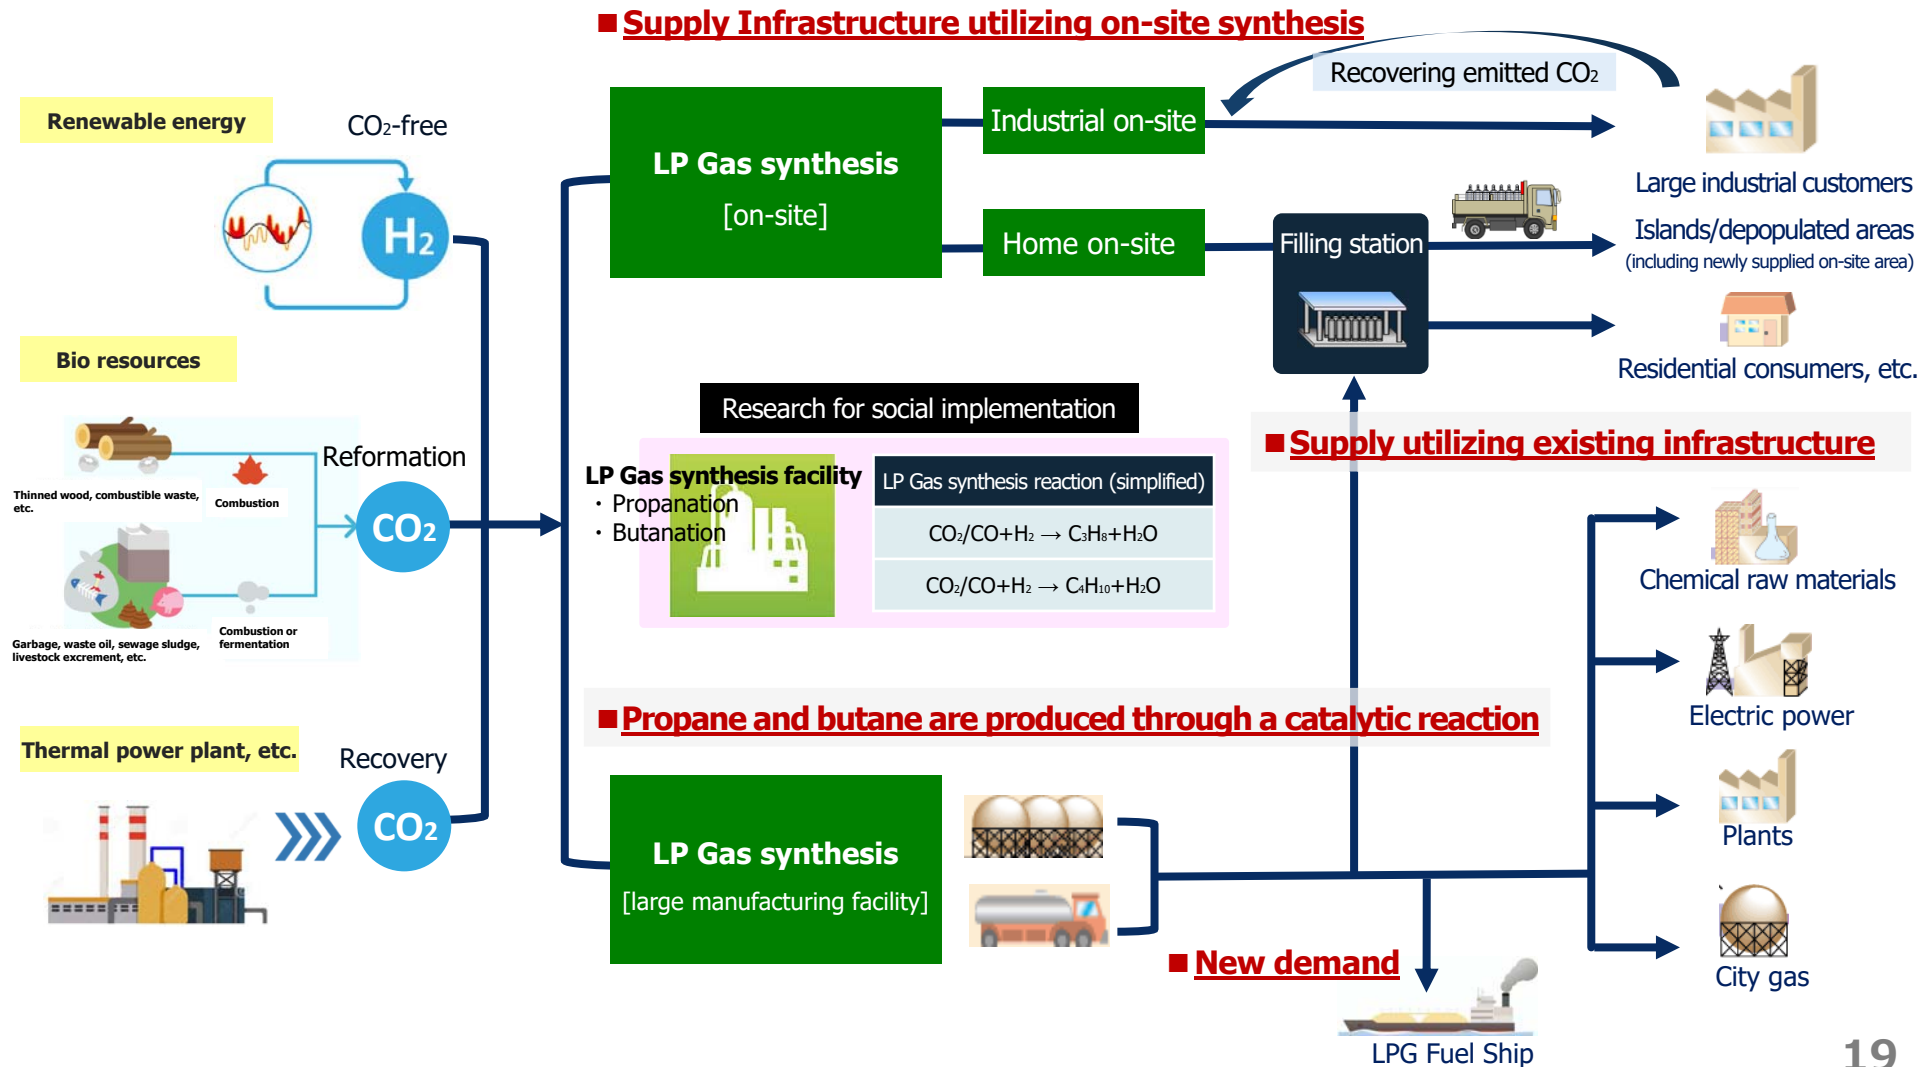 ■Supply Infrastructure utilizing on-site synthesis
Renewable energy
CO2-free
H2
Bio resources
Thinned wood, combustible waste,
etc.
Combustion
Garbage, waste oil, sewage sludge,
livestock excrement, etc.
Combustion or
fermentation
Reformation
CO2
Thermal power plant, etc.
Recovery
CO2
LP Gas synthesis
[on-site]
Industrial on-site
Home on-site
Recovering emitted CO2
Large industrial customers
Filling station
Islands/depopulated areas
(including newly supplied on-site area)
Residential consumers, etc.
Research for social implementation
LP Gas synthesis facility
・Propanation
・Butanation
LP Gas synthesis reaction (simplified)
CO2/CO+H2 → C3H8+H2O
CO2/CO+H2 → C4H10+H2O
■Supply utilizing existing infrastructure
■Propane and butane are produced through a catalytic reaction
LP Gas synthesis
[large manufacturing facility]
Chemical raw materials
Electric power
Plants
City gas
■New demand
LPG Fuel Ship
19